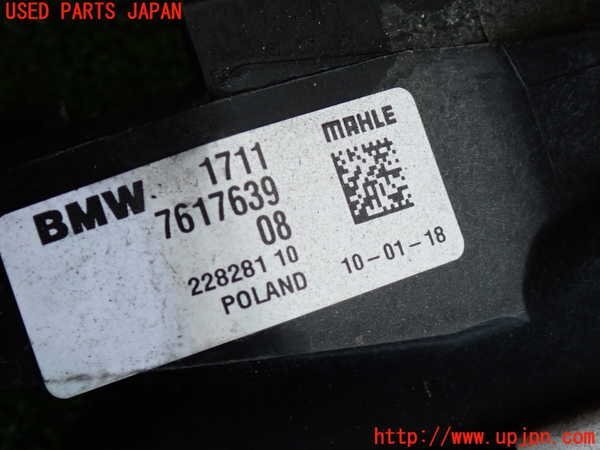 USED PARTS JAPAN
MAHLE
BMW 1711
7617639
08
228281 10
POLAND
10-01-18
http://www.upjpn.com/